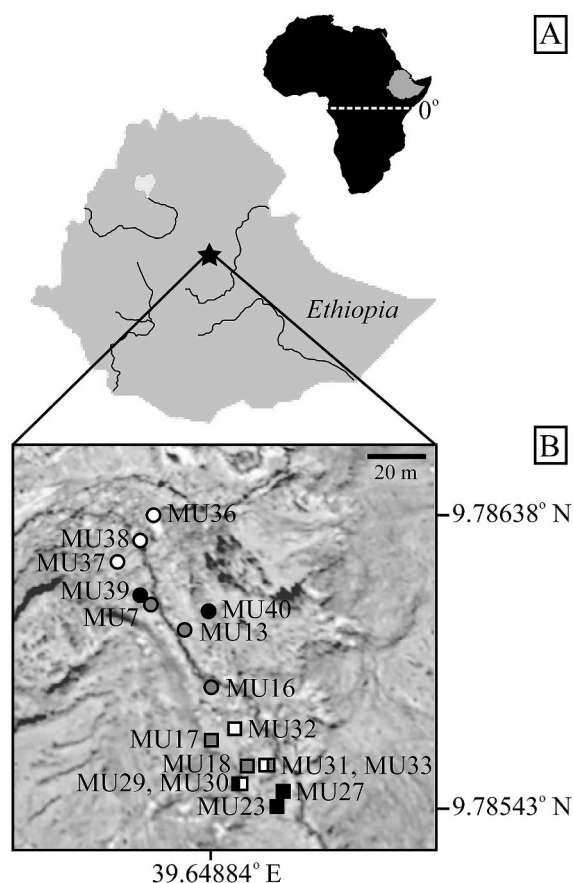 A
0°
Ethiopia
B
20 m
MU36
9.78638° N
MU38
MU37
MU39
MU7
MU40
MU13
MU16
MU32
MU17
MU18
MU31, MU33
MU29, MU30
MU27
MU23
9.78543° N
39.64884° E